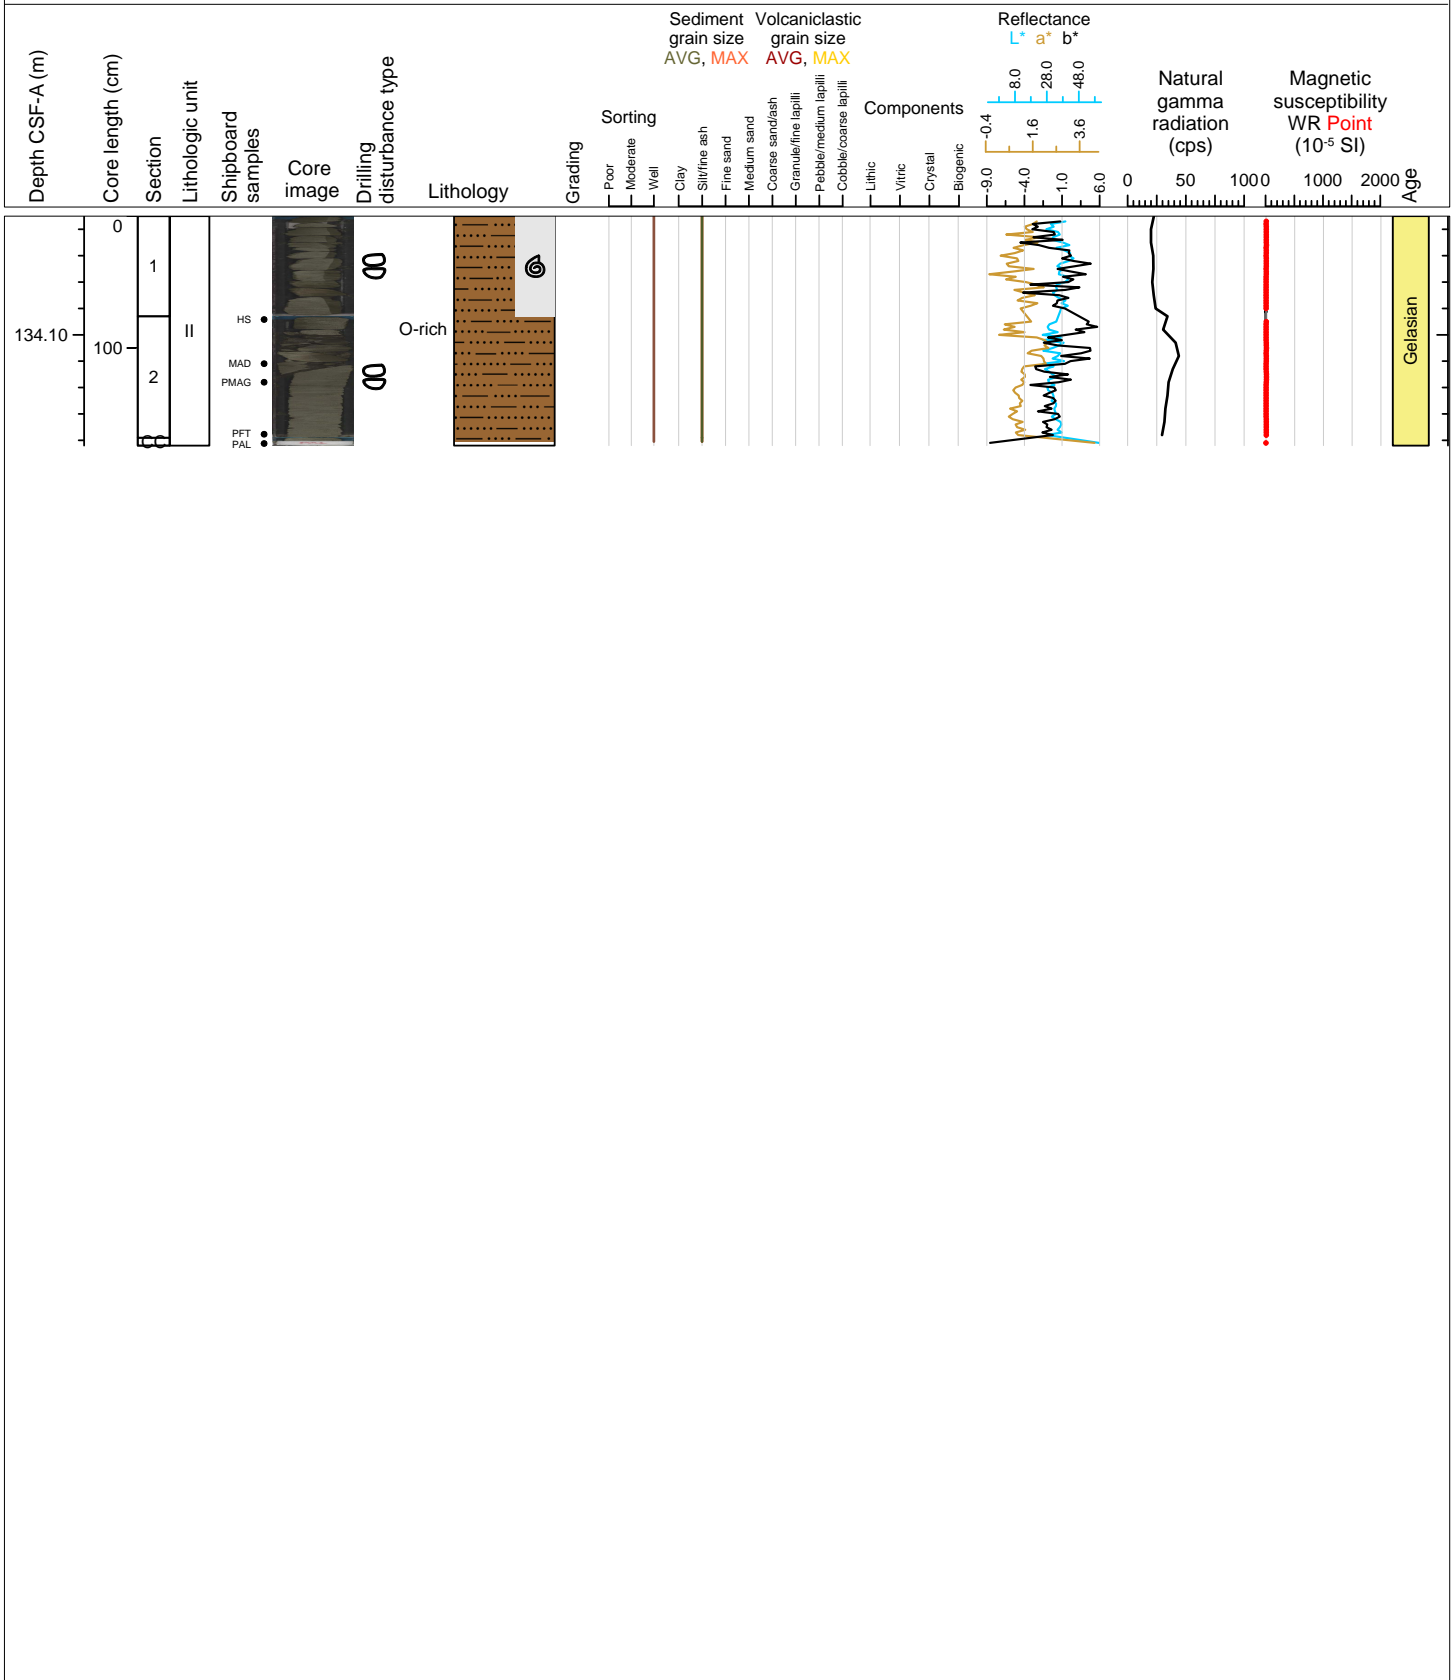 Depth CSF-A (m)
Core length (cm)
Section
Lithologic unit
Shipboard
samples
Core
image
Drilling
disturbance type
Lithology
Grading
Sorting
Poor
Moderate
Well
Sediment
grain size
AVG, MAX
Volcaniclastic
grain size
AVG, MAX
Clay
Silt/fine ash
Fine sand
Medium sand
Coarse sand/ash
Granule/fine lapilli
Pebble/medium lapilli
Cobble/coarse lapilli
Components
Lithic
Vitric
Crystal
Biogenic
Reflectance
L* a* b*
8.0 28.0 48.0
-0.4 1.6 3.6
-9.0 -4.0 1.0 6.0
Natural
gamma
radiation
(cps)
0 50 100
Magnetic
susceptibility
WR Point
(10-5 SI)
0 1000 2000
Age
134.10
0
100
1
2
CC
II
HS
MAD
PMAG
PFT
PAL
O-rich
Gelasian